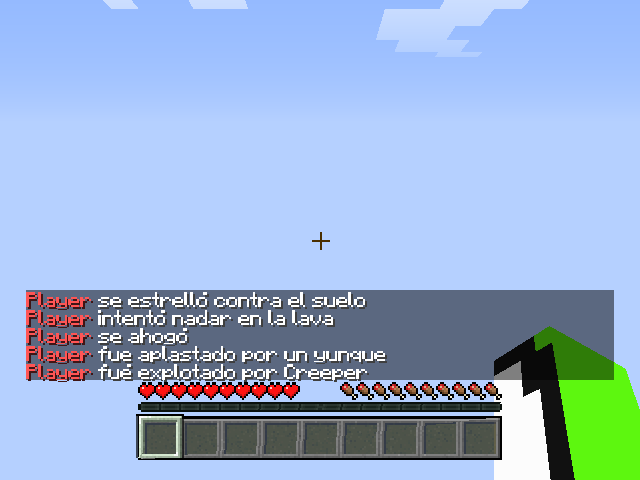 Player se estrelló contra el suelo
Player intentó nadar en la lava
Player se ahogó
Player fue aplastado por un yunque
Player fué explotado por Creeper